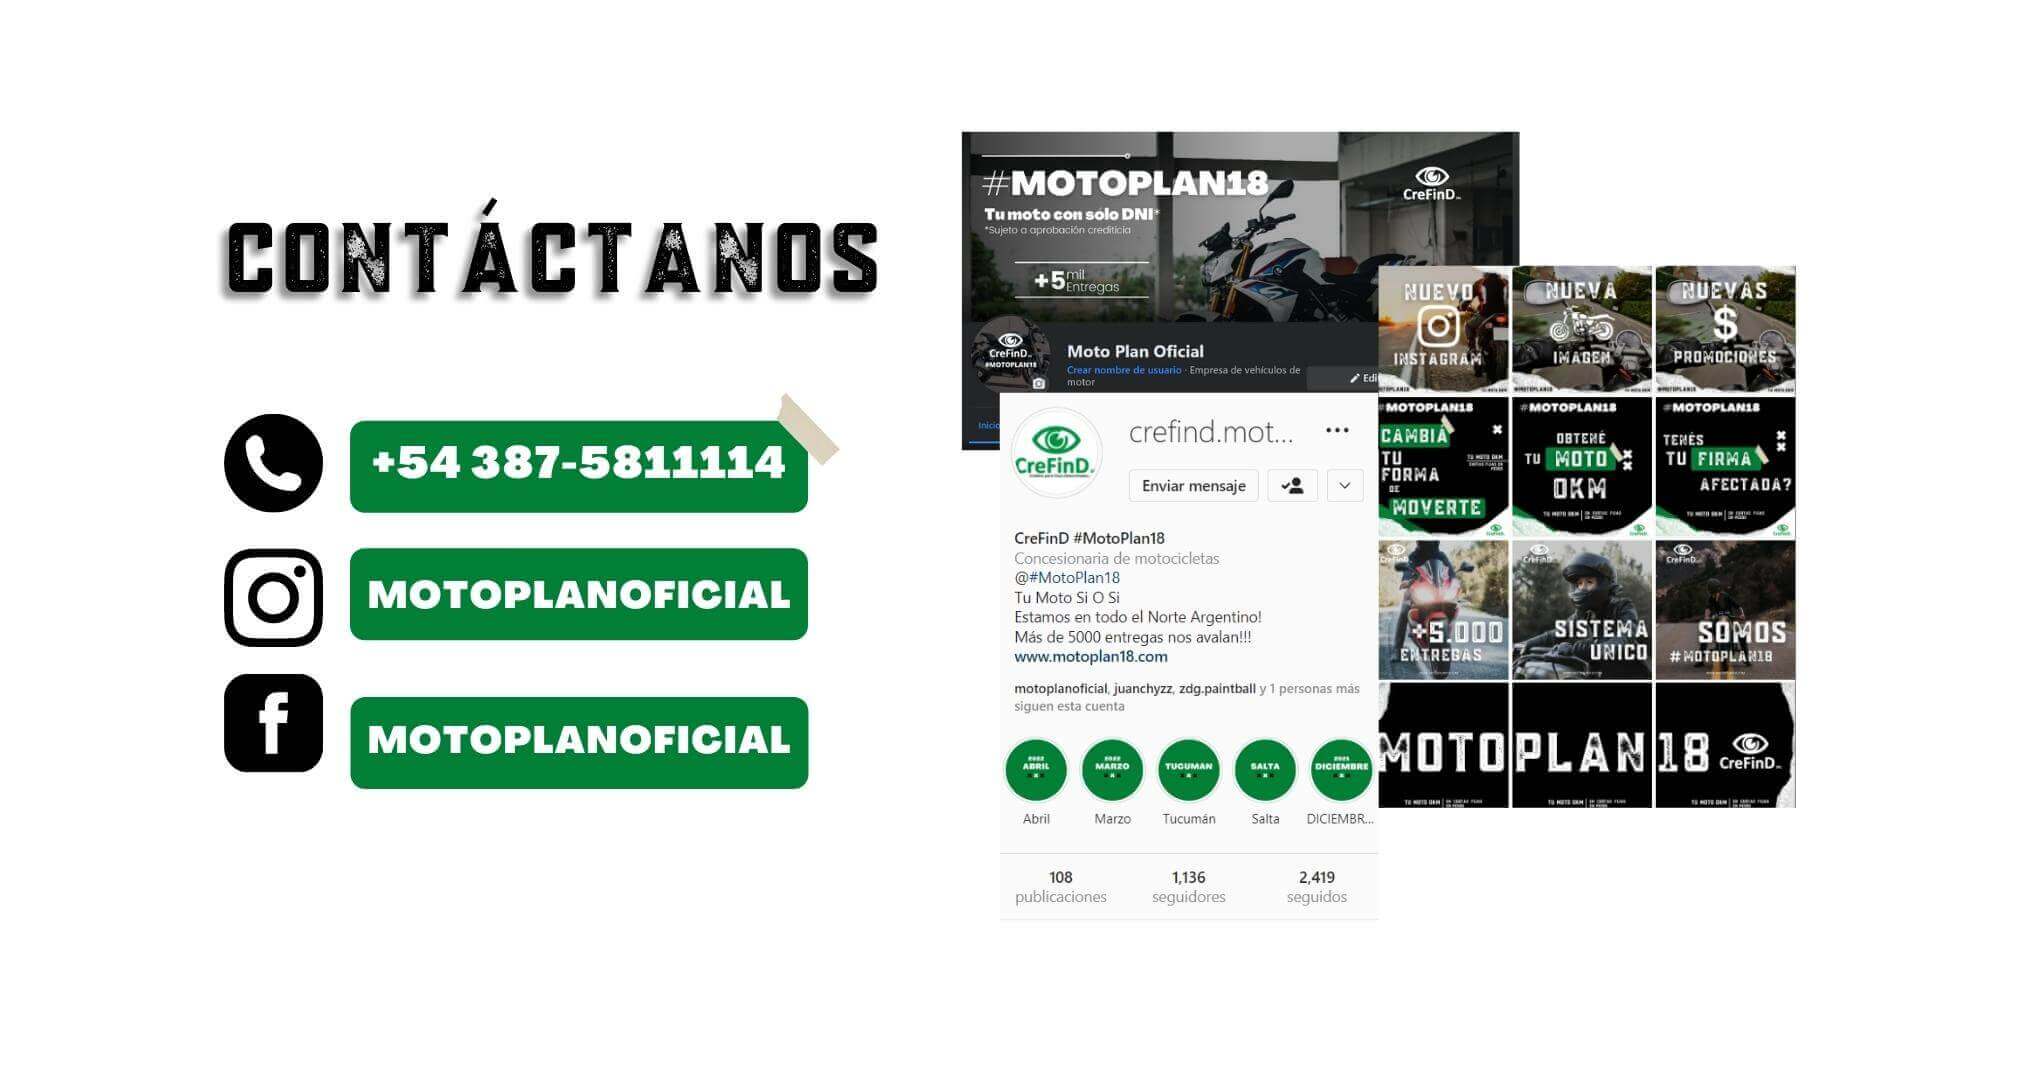 CONTÁCTANOS
+54 387-5811114
MOTOPLANOFICIAL
MOTOPLANOFICIAL
#MOTOPLAN18
Tu moto con solo DNI*
*Sujeto a aprobación crediticia
+5 mil
Entregas
CreFinD
CreFinD
#MOTOPLAN18
Moto Plan Oficial
Crear nombre de usuario · Empresa de vehículos de
motor
Edi
Inicio
CreFinD
crefind.mot...
Enviar mensaje
CreFinD #MotoPlan18
Concesionaria de motocicletas
@#MotoPlan18
Tu Moto Si O Si
Estamos en todo el Norte Argentino!
Más de 5000 entregas nos avalan!!!
www.motoplan18.com
motoplanoficial, juanchyzz, zdg.paintball y 1 personas más
siguen esta cuenta
2022
ABRIL
2022
MARZO
TUCUMAN
SALTA
2021
DICIEMBRE
Abril
Marzo
Tucumán
Salta
DICIEMBR...
108
publicaciones
1,136
seguidores
2,419
seguidos
NUEVO
INSTAGRAM
NUEVA
IMAGEN
NUEVAS
$
PROMOCIONES
#MOTOPLAN18
CAMBIA
TU
FORMA
DE
MOVERTE
#MOTOPLAN18
OBTENÉ
TU MOTO
0KM
#MOTOPLAN18
TENÉS
TU FIRMA
AFECTADA?
CreFinD
+5.000
ENTREGAS
CreFinD
SISTEMA
ÚNICO
CreFinD
SOMOS
#MOTOPLAN18
MOTOPLAN18
CreFinD